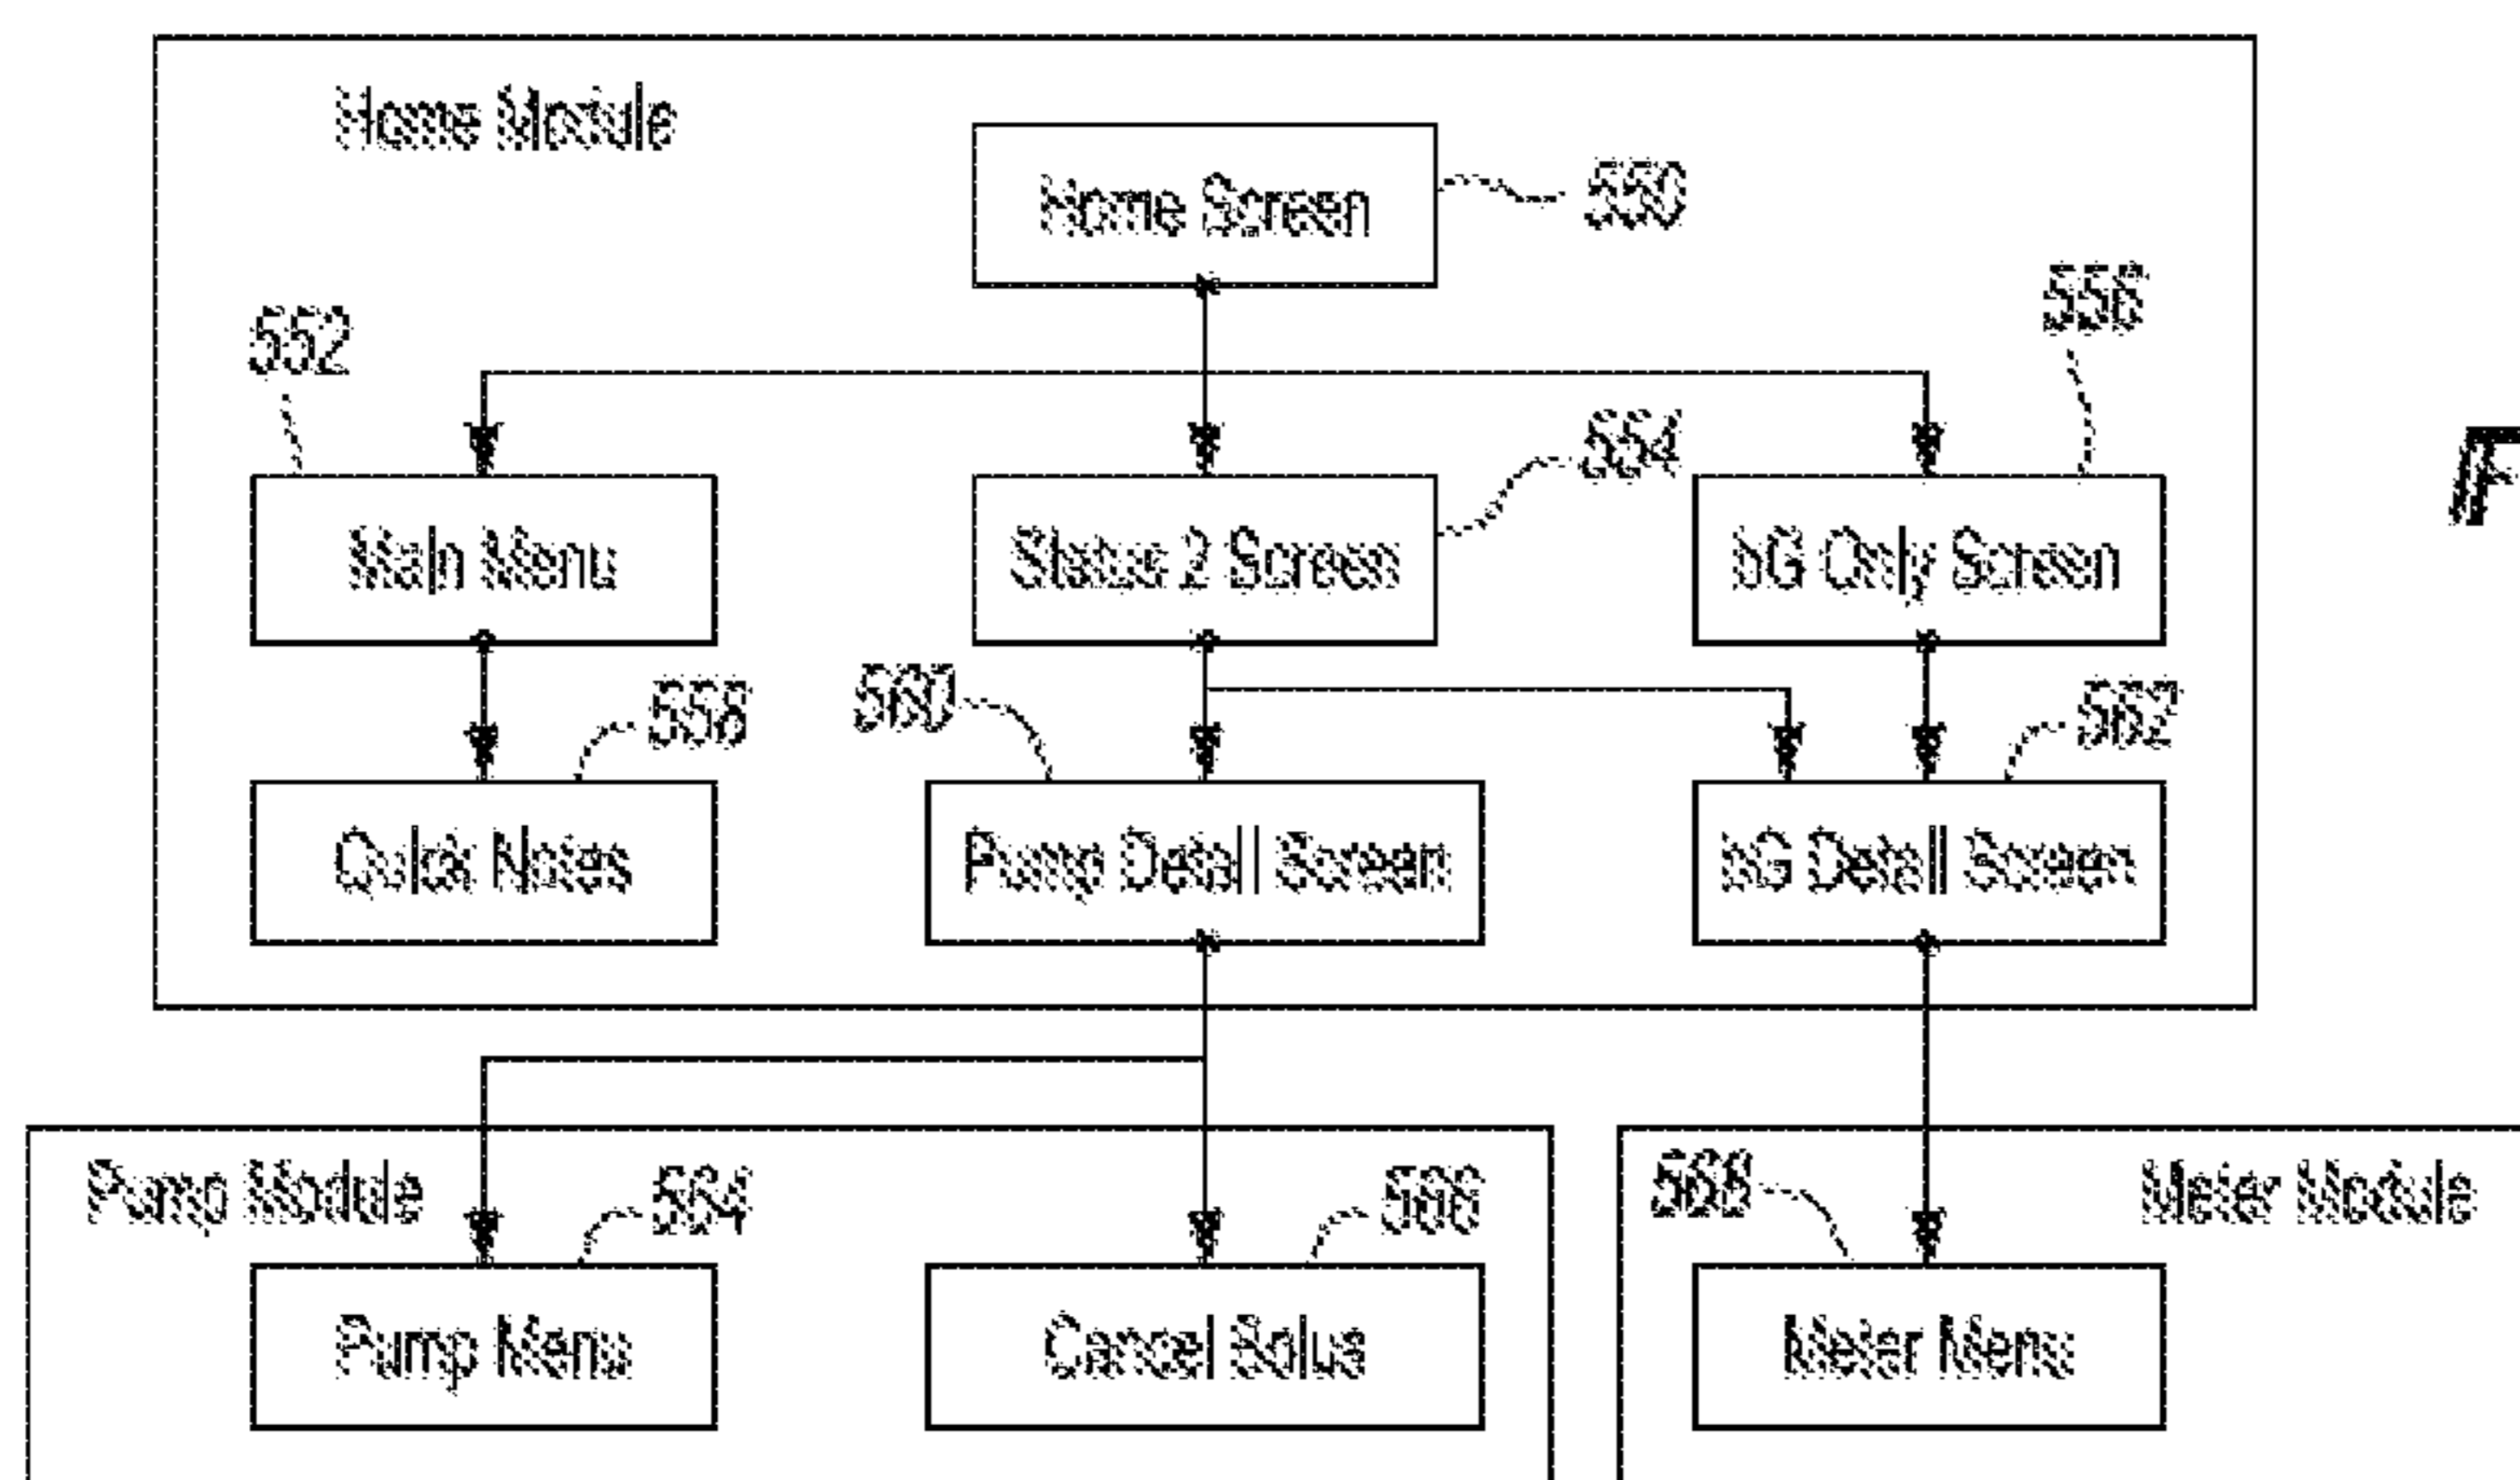 Home Module
Home Screen
550
556
552
554
Main Menu
Status 2 Screen
bG Only Screen
558
560
562
Quick Notes
Pump Detail Screen
bG Detail Screen
Pump Module
564
566
568
Meter Module
Pump Menu
Cancel Bolus
Meter Menu